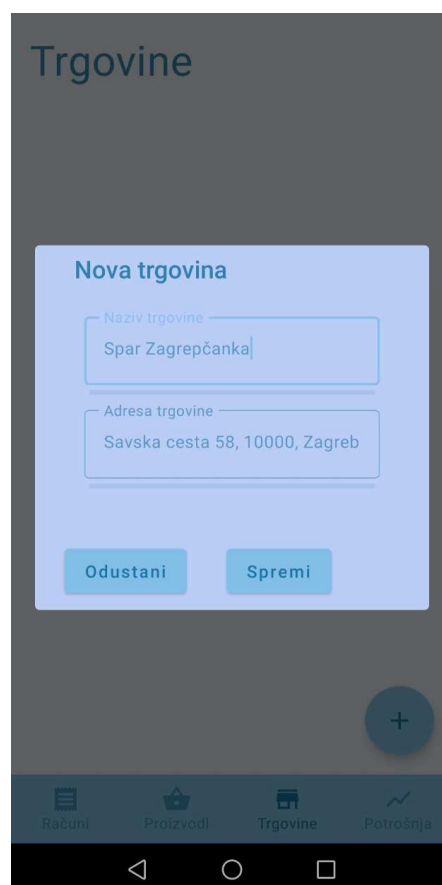 Trgovine
Nova trgovina
Naziv trgovine
Spar Zagrepčanka
Adresa trgovine
Savska cesta 58, 10000, Zagreb
Odustani Spremi
+
Računi Proizvodi Trgovine Potrošnja